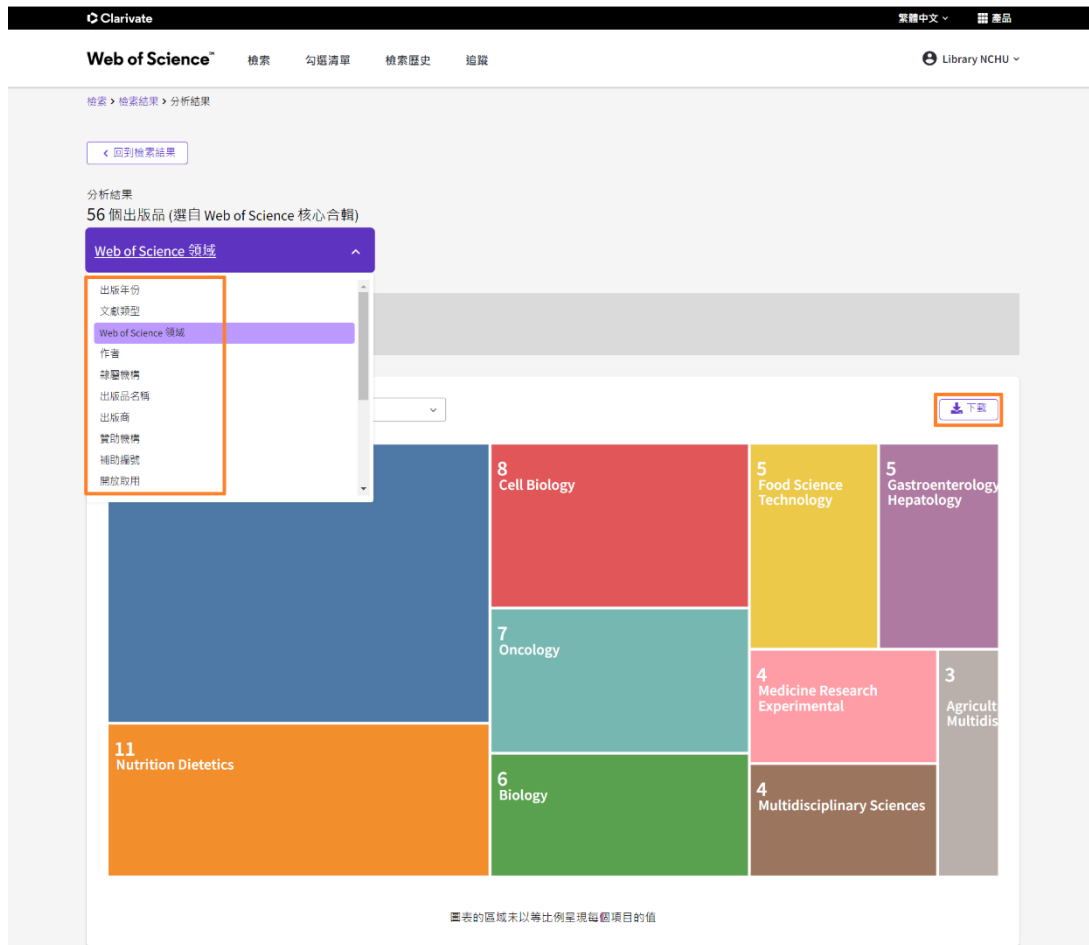 Clarivate
繁體中文
產品
Web of Science™
檢索
勾選清單
檢索歷史
追蹤
Library NCHU
檢索 › 檢索結果 › 分析結果
‹ 回到檢索結果
分析結果
56 個出版品 (選自 Web of Science 核心合輯)
Web of Science 領域
出版年份
文獻類型
Web of Science 領域
作者
隸屬機構
出版品名稱
出版商
贊助機構
補助編號
開放取用
下載
8
Cell Biology
5
Food Science
Technology
5
Gastroenterology
Hepatology
7
Oncology
4
Medicine Research
Experimental
3
Agricult
Multidis
11
Nutrition Dietetics
6
Biology
4
Multidisciplinary Sciences
圖表的區域未以等比例呈現每個項目的值